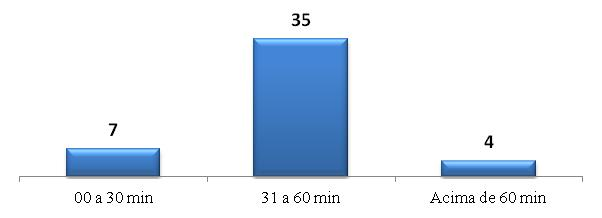 35
7
4
00 a 30 min
31 a 60 min
Acima de 60 min